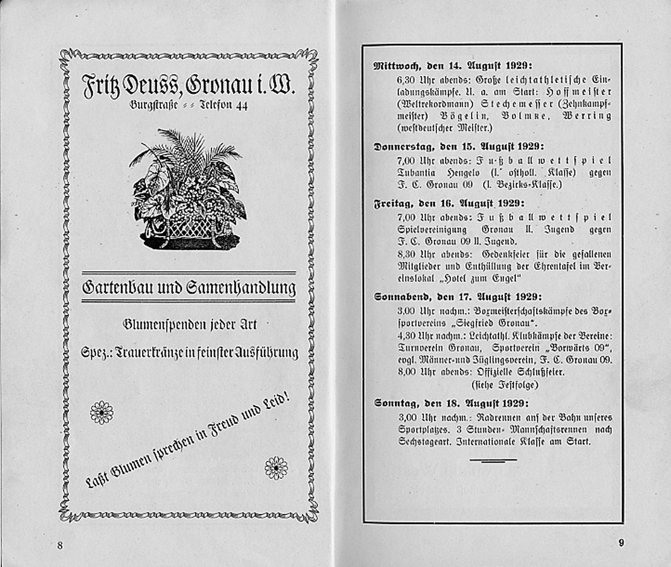 Fritz Deuss, Gronau i. W.
Burgstraße Telefon 44
Gartenbau und Samenhandlung
Blumenspenden jeder Art
Spez.: Trauerkränze in feinster Ausführung
Laßt Blumen sprechen in Freud und Leid!
8
Mittwoch, den 14. August 1929:
6,30 Uhr abends: Große leichtathletische Ein-
ladungskämpfe. U. a. am Start: Hoffmeister
(Weltrekordmann) Stechemesser (Zehnkampf-
meister) Vögelin, Bolmke, Werring
(westdeutscher Meister.)
Donnerstag, den 15. August 1929:
7,00 Uhr abends: Fußballwettspiel
Tubantia Hengelo (I. ostholl. Klasse) gegen
F. C. Gronau 09 (I. Bezirks-Klasse.)
Freitag, den 16. August 1929:
7,00 Uhr abends: Fußballwettspiel
Spielvereinigung Gronau II. Jugend gegen
F. C. Gronau 09 II. Jugend.
8,30 Uhr abends: Gedenkfeier für die gefallenen
Mitglieder und Enthüllung der Ehrentafel im Ver-
einslokal „Hotel zum Engel“
Sonnabend, den 17. August 1929:
3,00 Uhr nachm.: Boxmeisterschaftskämpfe des Box-
sportvereins „Siegfried Gronau“.
4,30 Uhr nachm.: Leichtathl. Klubkämpfe der Vereine:
Turnverein Gronau, Sportverein „Vorwärts 09“,
evgl. Männer-und Jünglingsverein, F. C. Gronau 09.
8,00 Uhr abends: Offizielle Schlußfeier.
(siehe Festfolge)
Sonntag, den 18. August 1929:
3,00 Uhr nachm.: Radrennen auf der Bahn unseres
Sportplatzes. 3 Stunden- Mannschaftsrennen nach
Sechstageart. Internationale Klasse am Start.
9